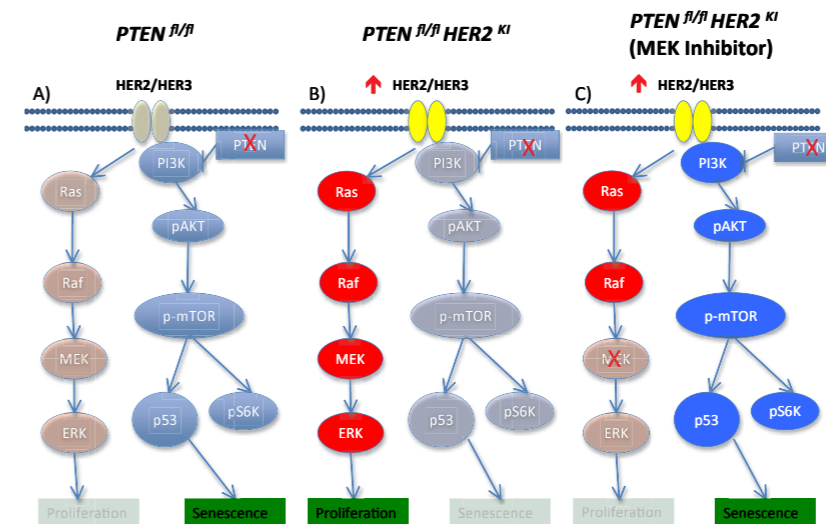 PTEN fl/fl
A)
HER2/HER3
PTEN
X
PI3K
Ras
pAKT
Raf
p-mTOR
MEK
p53
pS6K
ERK
Proliferation
Senescence
PTEN fl/fl HER2 KI
B)
HER2/HER3
PTEN
X
PI3K
Ras
pAKT
Raf
p-mTOR
MEK
p53
pS6K
ERK
Proliferation
Senescence
PTEN fl/fl HER2 KI
(MEK Inhibitor)
C)
HER2/HER3
PTEN
X
PI3K
Ras
pAKT
Raf
p-mTOR
MEK
X
p53
pS6K
ERK
Proliferation
Senescence